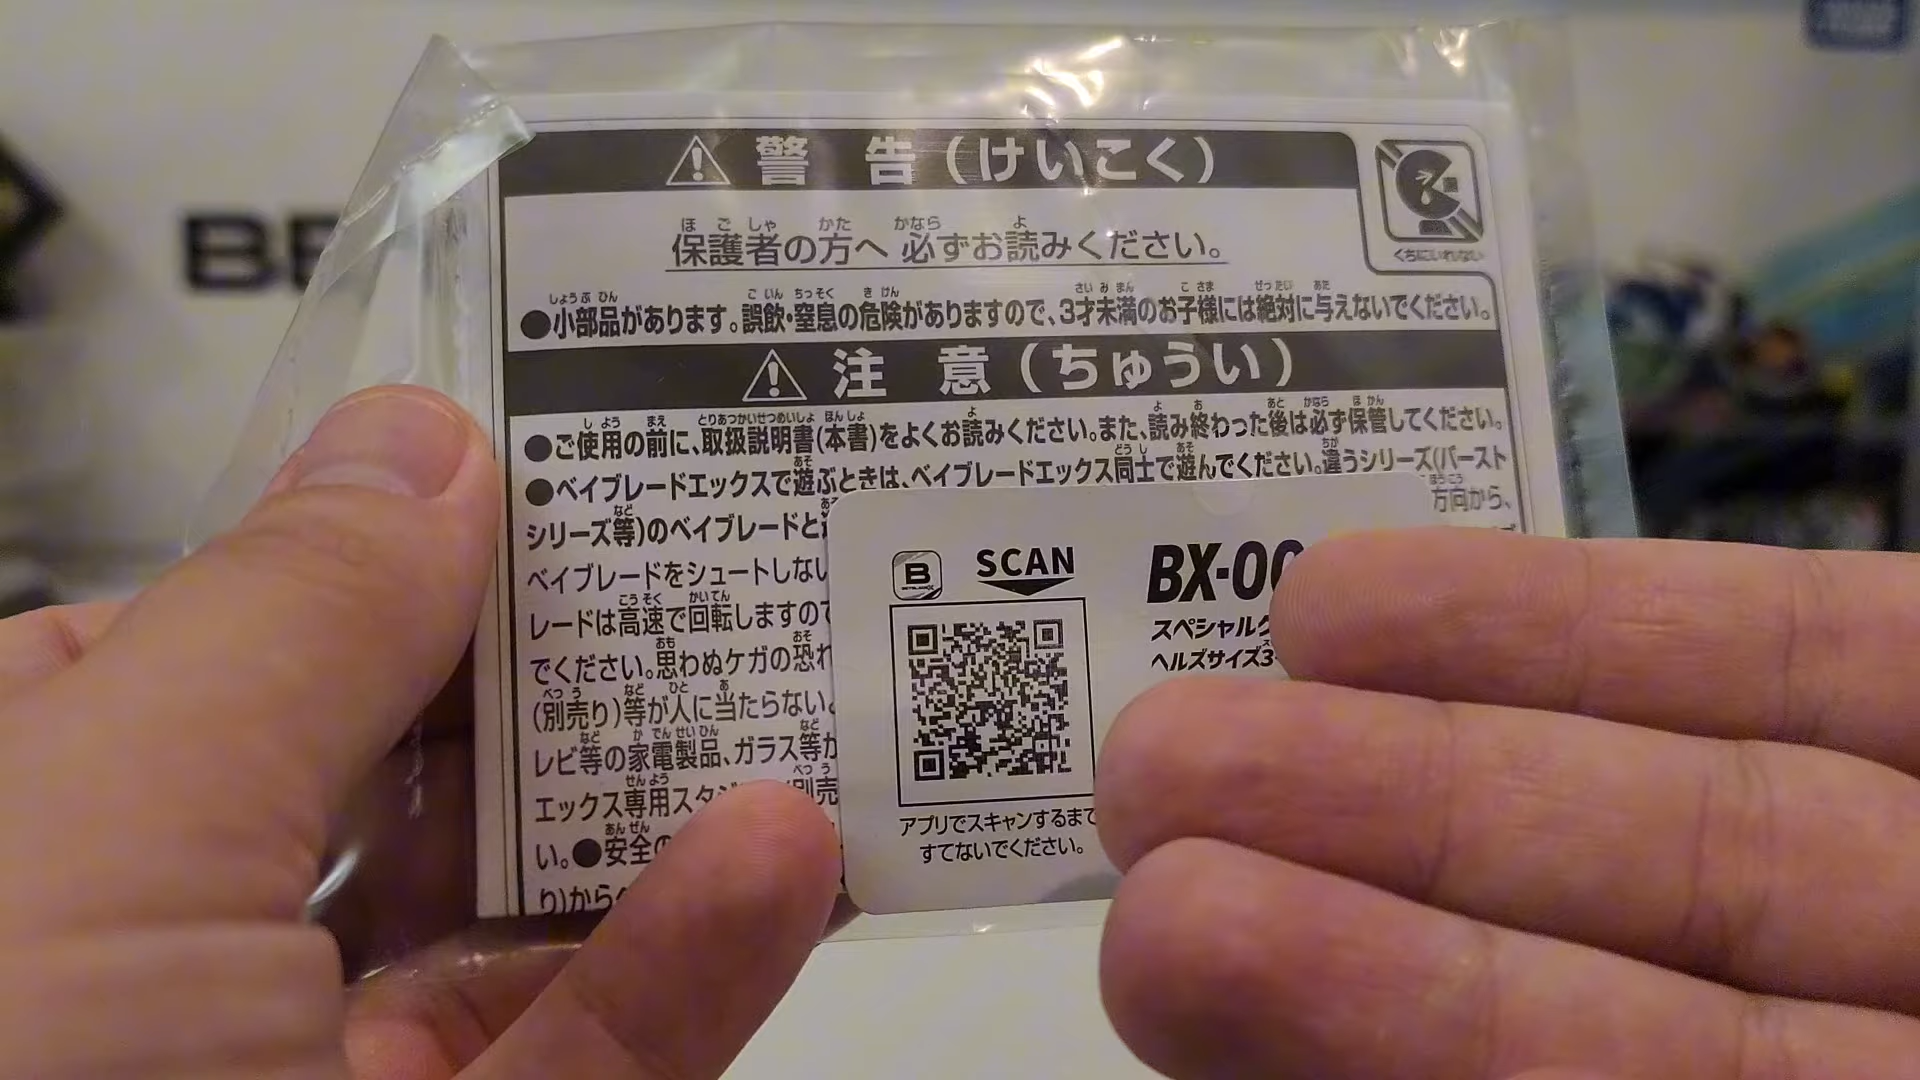 警 告 (けいこく)
保護者の方へ 必ずお読みください。
くちにいれない
●小部品があります。誤飲・窒息の危険がありますので、3才未満のお子様には絶対に与えないでください。
注 意 (ちゅうい)
●ご使用の前に、取扱説明書(本書)をよくお読みください。また、読み終わった後は必ず保管してください。
●ベイブレードエックスで遊ぶときは、ベイブレードエックス同士で遊んでください。違うシリーズ(バースト
シリーズ等)のベイブレードと
方向から、
ベイブレードをシュートしない
レードは高速で回転しますので
でください。思わぬケガの恐れ
(別売り)等が人に当たらない
レビ等の家電製品、ガラス等が
エックス専用スタジ
別売
い。●安全の
り)から
B
SCAN
BX-00
スペシャル
ヘルズサイズ3
アプリでスキャンするまで
すてないでください。
BE